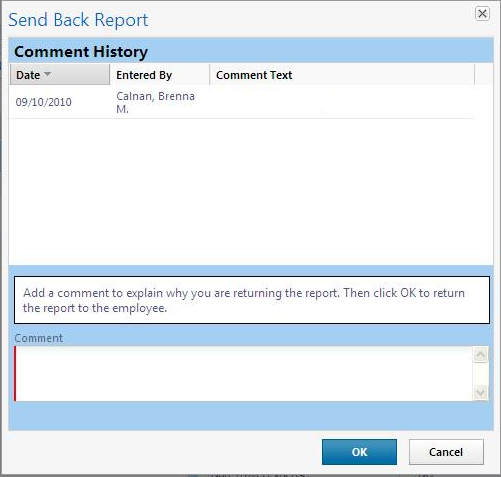 Send Back Report
Comment History
Date Entered By Comment Text
09/10/2010 Calnan, Brenna
M.
Add a comment to explain why you are returning the report. Then click OK to return
the report to the employee.
Comment
OK Cancel